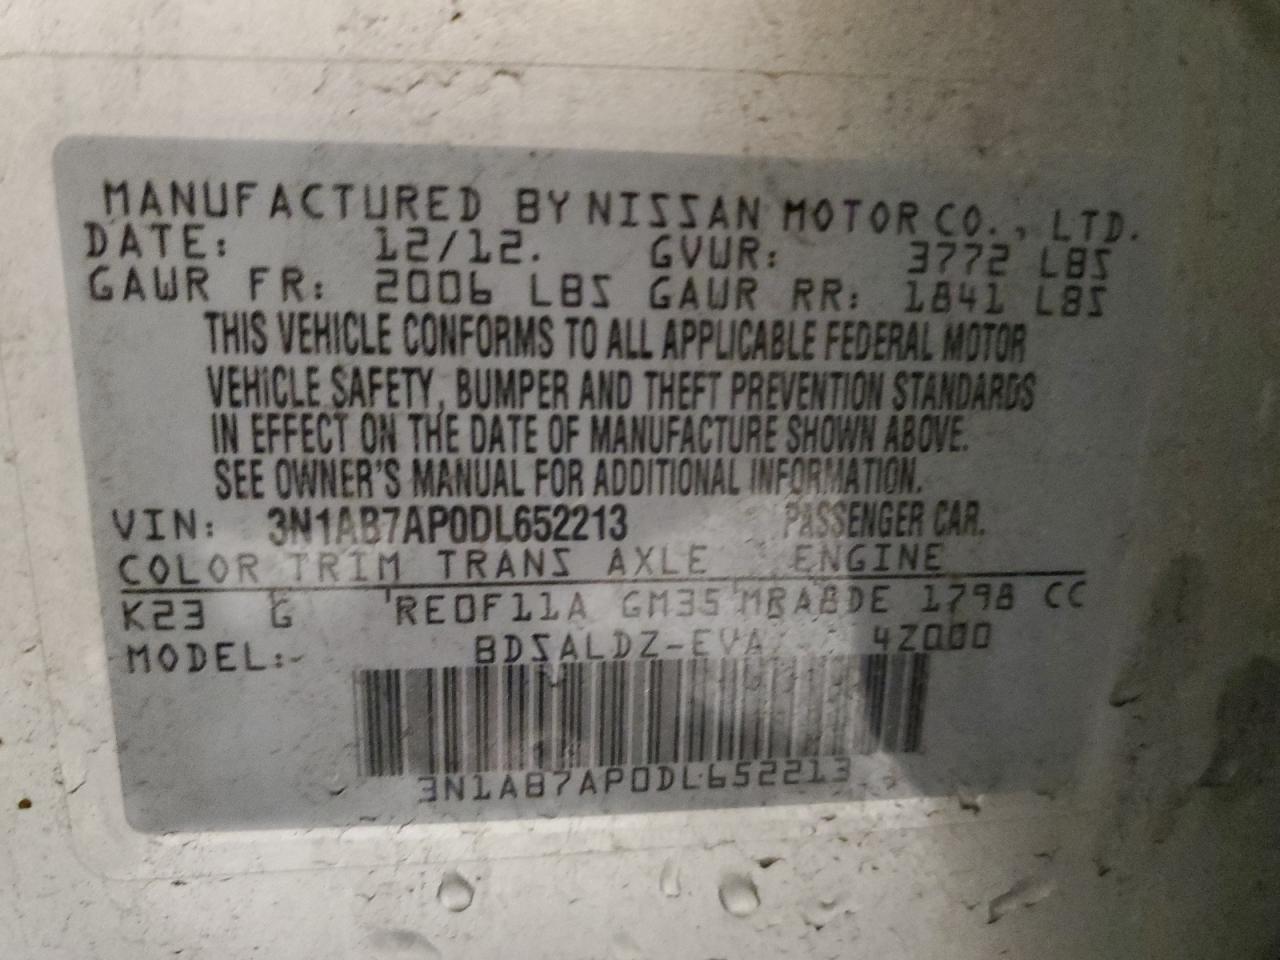 MANUFACTURED BY NISSAN MOTOR CO., LTD.
DATE: 12/12. GVWR: 3772 LBS
GAWR FR: 2006 LBS GAWR RR: 1841 LBS
THIS VEHICLE CONFORMS TO ALL APPLICABLE FEDERAL MOTOR
VEHICLE SAFETY, BUMPER AND THEFT PREVENTION STANDARDS
IN EFFECT ON THE DATE OF MANUFACTURE SHOWN ABOVE.
SEE OWNER'S MANUAL FOR ADDITIONAL INFORMATION.
VIN: 3N1AB7AP0DL652213 PASSENGER CAR.
COLOR TRIM TRANS AXLE ENGINE
K23 G RE0F11A GM35 MRA8DE 1798 CC
MODEL: BDSALDZ-EVA 4Z000
3N1AB7AP0DL652213